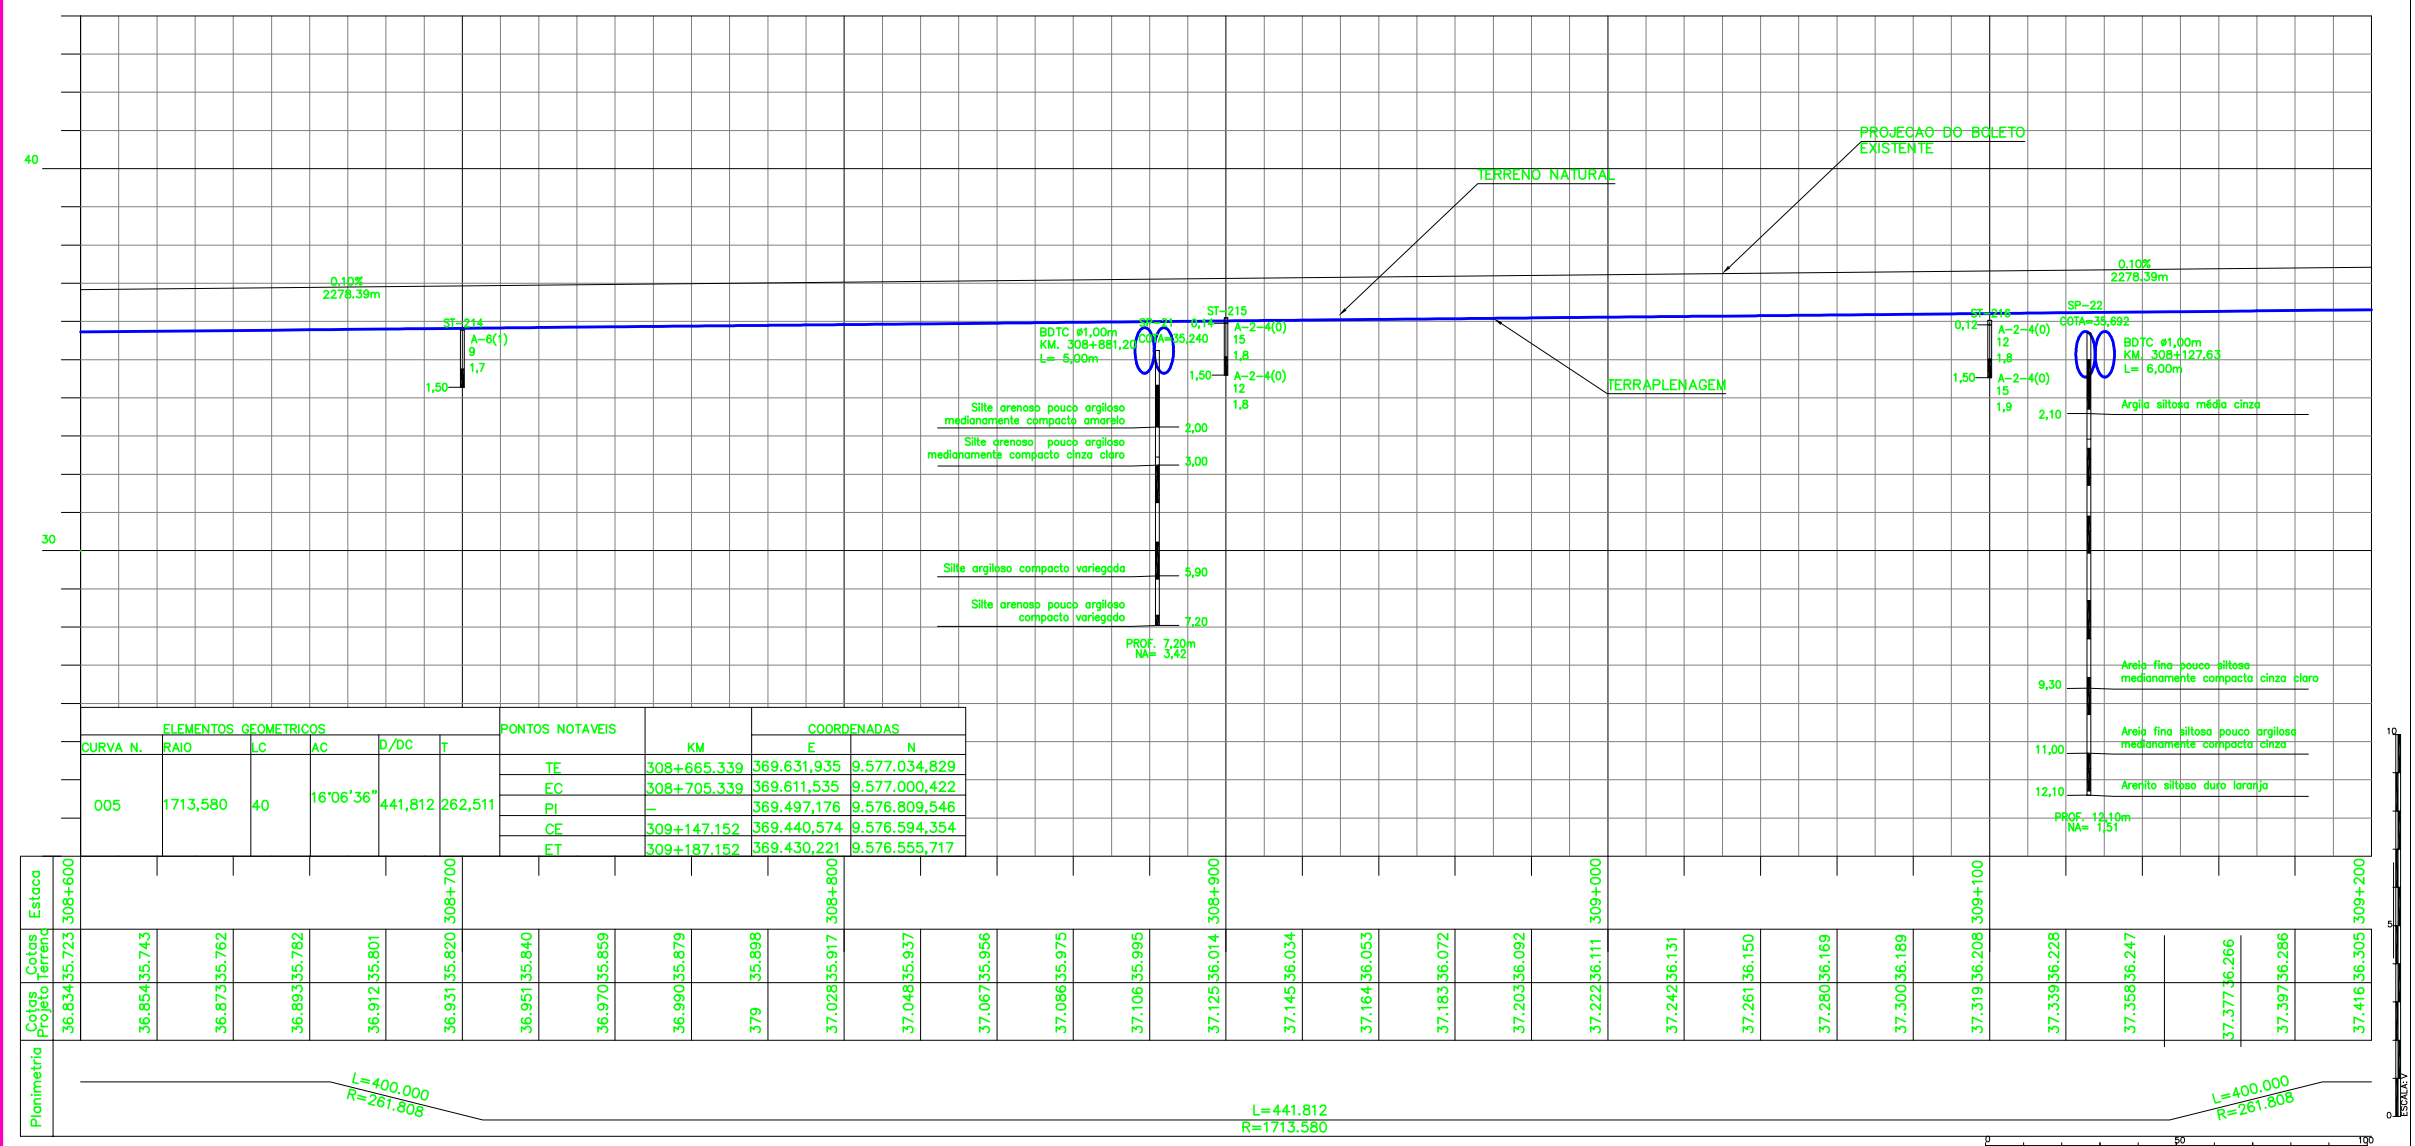 PROJECAO DO BOLETO
EXISTENTE
40
TERRENO NATURAL
0.10%
2278.39m
0.10%
2278.39m
ST-214
A-6(1)
9
1,7
1,50
BDTC ø1,00m
KM. 308+881,20
L= 5,00m
SP-21
COTA=35,240
ST-215
0,14
A-2-4(0)
15
1,8
1,50
A-2-4(0)
12
1,8
TERRAPLENAGEM
ST-216
0,12
A-2-4(0)
12
1,8
1,50
A-2-4(0)
15
1,9
SP-22
COTA=35,692
BDTC ø1,00m
KM. 308+127.63
L= 6,00m
Silte arenoso pouco argiloso
medianamente compacto amarelo
2,00
Silte arenoso pouco argiloso
medianamente compacto cinza claro
3,00
Argila siltosa média cinza
2,10
30
Silte argiloso compacto variegada
5,90
Silte arenoso pouco argiloso
compacto variegado
7,20
PROF. 7,20m
NA= 3,42
Areia fina pouco siltosa
medianamente compacta cinza claro
9,30
Areia fina siltosa pouco argilosa
medianamente compacta cinza
11,00
Arenito siltoso duro laranja
12,10
PROF. 12,10m
NA= 1,51
ELEMENTOS GEOMETRICOS PONTOS NOTAVEIS COORDENADAS
CURVA N. RAIO LC AC D/DC T KM E N
TE 308+665.339 369.631,935 9.577.034,829
EC 308+705.339 369.611,535 9.577.000,422
005 1713,580 40 16°06'36" 441,812 262,511 PI – 369.497,176 9.576.809,546
CE 309+147.152 369.440,574 9.576.594,354
ET 309+187.152 369.430,221 9.576.555,717
Estaca 308+600 308+700 308+800 308+900 309+000 309+100 309+200
Cotas Terreno 35.723 35.743 35.762 35.782 35.801 35.820 35.840 35.859 35.879 35.898 35.917 35.937 35.956 35.975 35.995 36.014 36.034 36.053 36.072 36.092 36.111 36.131 36.150 36.169 36.189 36.208 36.228 36.247 36.266 36.286 36.305
Cotas Projeto 36.834 36.854 36.873 36.893 36.912 36.931 36.951 36.970 36.990 379 37.028 37.048 37.067 37.086 37.106 37.125 37.145 37.164 37.183 37.203 37.222 37.242 37.261 37.280 37.300 37.319 37.339 37.358 37.377 37.397 37.416
Planimetria
L=400.000
R=261.808
L=441.812
R=1713.580
L=400.000
R=261.808
10
5
0
ESCALA: V
0 50 100